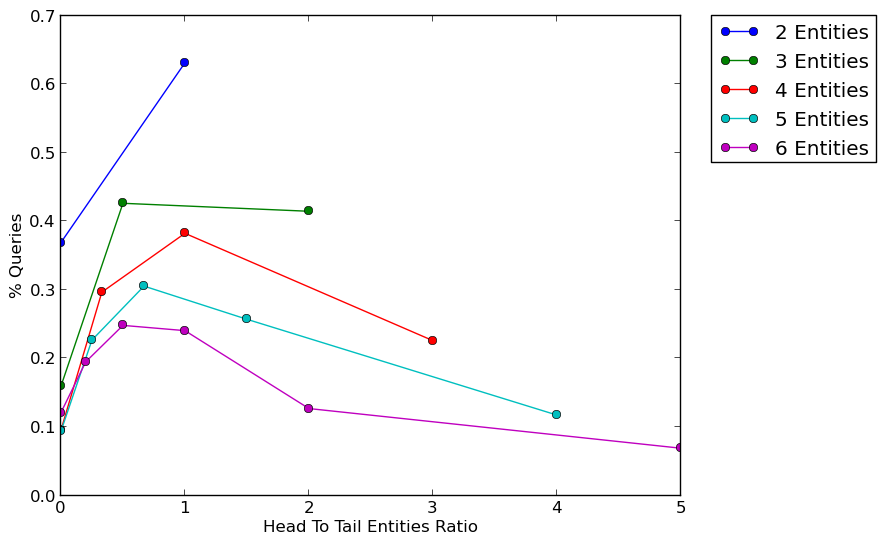 0.7
0.6
0.5
0.4
0.3
0.2
0.1
0.0
% Queries
0 1 2 3 4 5
Head To Tail Entities Ratio
2 Entities
3 Entities
4 Entities
5 Entities
6 Entities